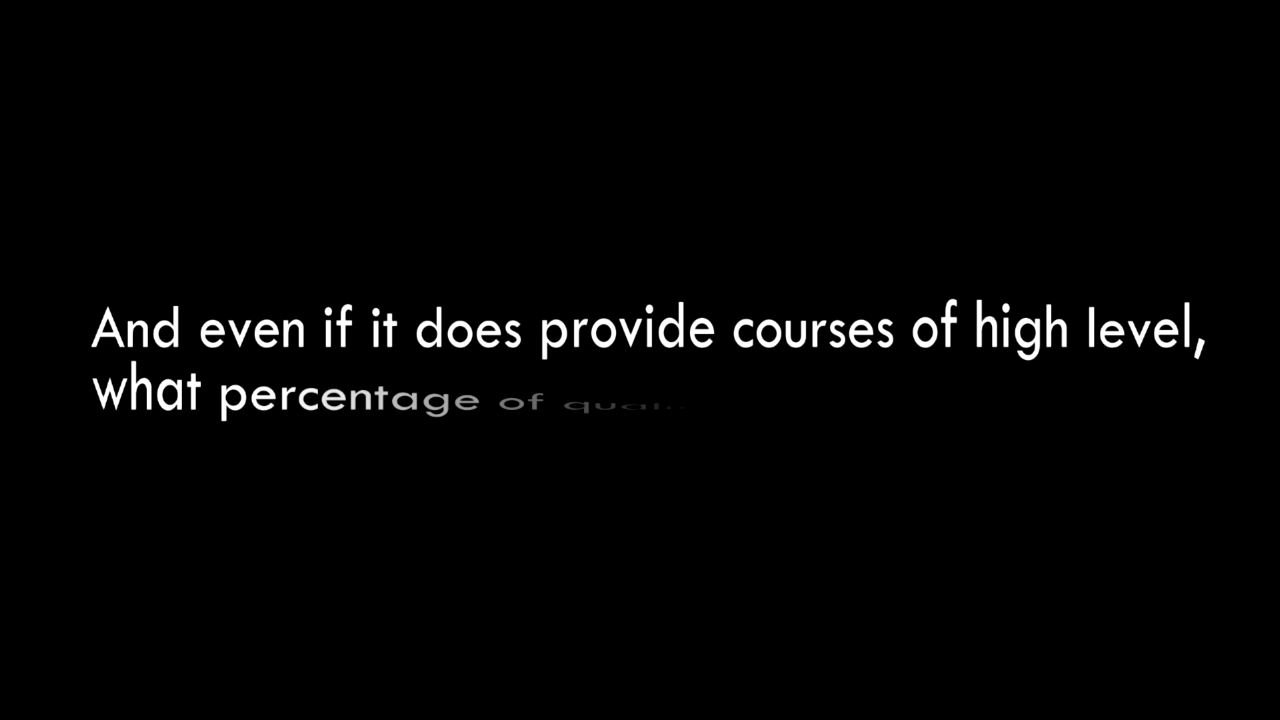 And even if it does provide courses of high level,
what percentage of